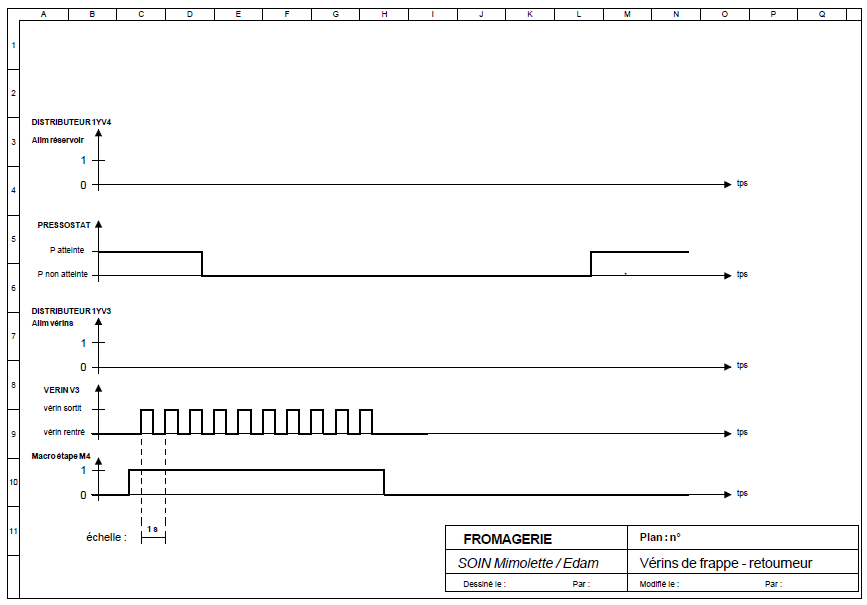 A B C D E F G H I J K L M N O P Q
1
2
DISTRIBUTEUR 1YV4
3
Alim réservoir
1
4
0
tps
PRESSOSTAT
5
P atteinte
P non atteinte
tps
6
DISTRIBUTEUR 1YV3
Alim vérins
7
1
0
tps
8
VERIN V3
vérin sortit
9
vérin rentré
tps
Macro étape M4
10
1
0
tps
11
échelle :
1 s
FROMAGERIE
Plan : n°
SOIN Mimolette / Edam
Vérins de frappe - retourneur
Dessiné le : Par :
Modifié le : Par :